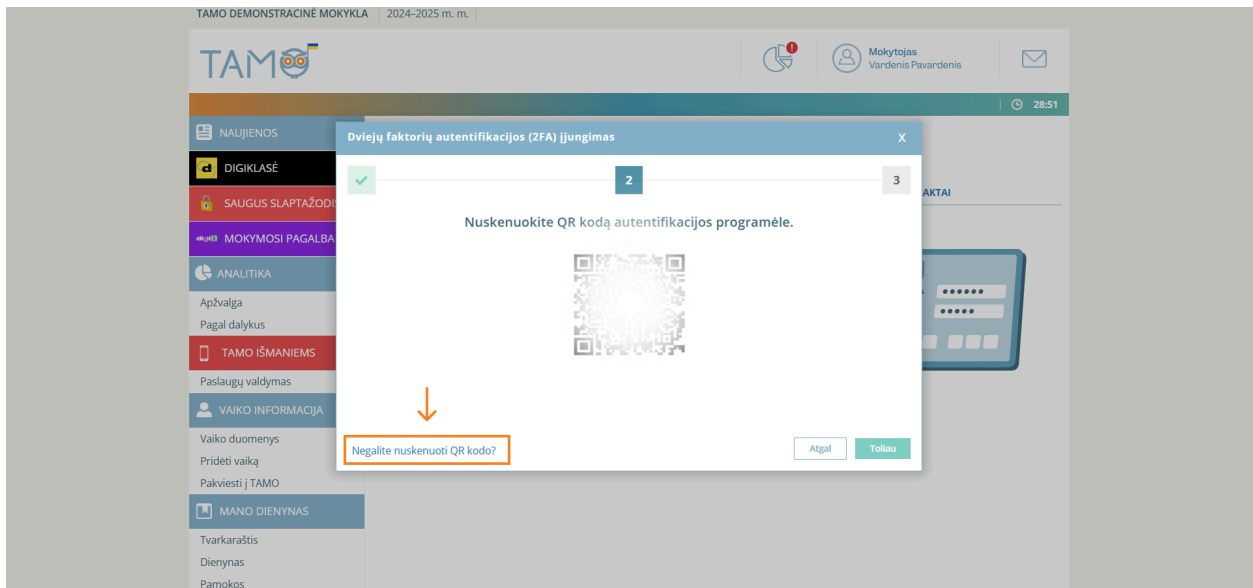 TAMO DEMONSTRACINĖ MOKYKLA 2024–2025 m. m.
TAMO
Mokytojas
Vardenis Pavardenis
28:51
NAUJIENOS
d DIGIKLASĖ
SAUGUS SLAPTAŽODIS
MOKYMOSI PAGALBA
ANALITIKA
Apžvalga
Pagal dalykus
TAMO IŠMANIEMS
Paslaugų valdymas
VAIKO INFORMACIJA
Vaiko duomenys
Pridėti vaiką
Pakviesti į TAMO
MANO DIENYNAS
Tvarkaraštis
Dienynas
Pamokos
AKTAI
Dviejų faktorių autentifikacijos (2FA) įjungimas X
2
3
Nuskenuokite QR kodą autentifikacijos programėle.
Negalite nuskenuoti QR kodo?
Atgal
Toliau